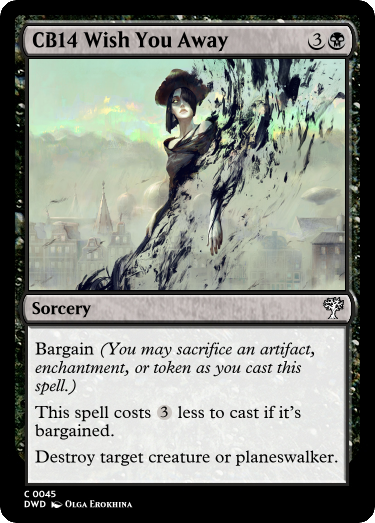 CB14 Wish You Away 3
Sorcery
Bargain (You may sacrifice an artifact,
enchantment, or token as you cast this
spell.)
This spell costs 3 less to cast if it's
bargained.
Destroy target creature or planeswalker.
C 0045
DWD Olga Erokhina